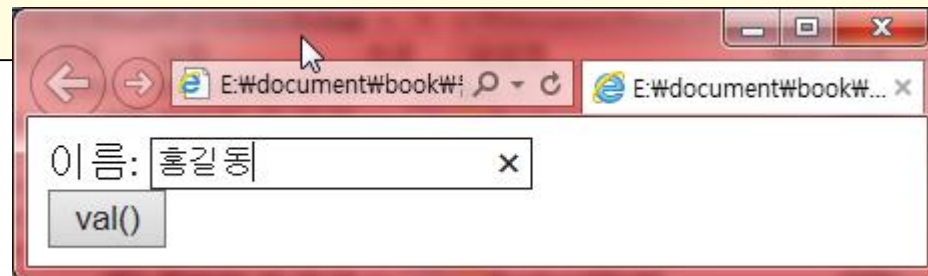 E:₩document₩book₩
E:₩document₩book₩...
이름: 홍길동
val()